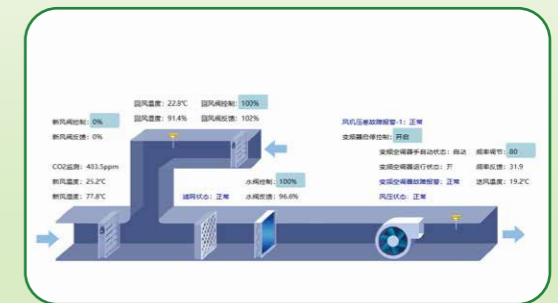 回风温度: 22.8℃ 回风阀控制: 100%
回风湿度: 91.4% 回风阀反馈: 102%
新风阀控制: 0%
新风阀反馈: 0%
风机压差故障报警-1: 正常
变频器启停控制: 开启
变频空调器手自动状态: 自动 频率调节: 80
CO2监测: 433.5ppm
变频空调器运行状态: 开 频率反馈: 31.9
新风温度: 25.2℃
水阀控制: 100%
变频空调器故障报警: 正常 送风温度: 19.2℃
新风湿度: 77.8%
滤网状态: 正常 水阀反馈: 96.6%
风压状态: 正常